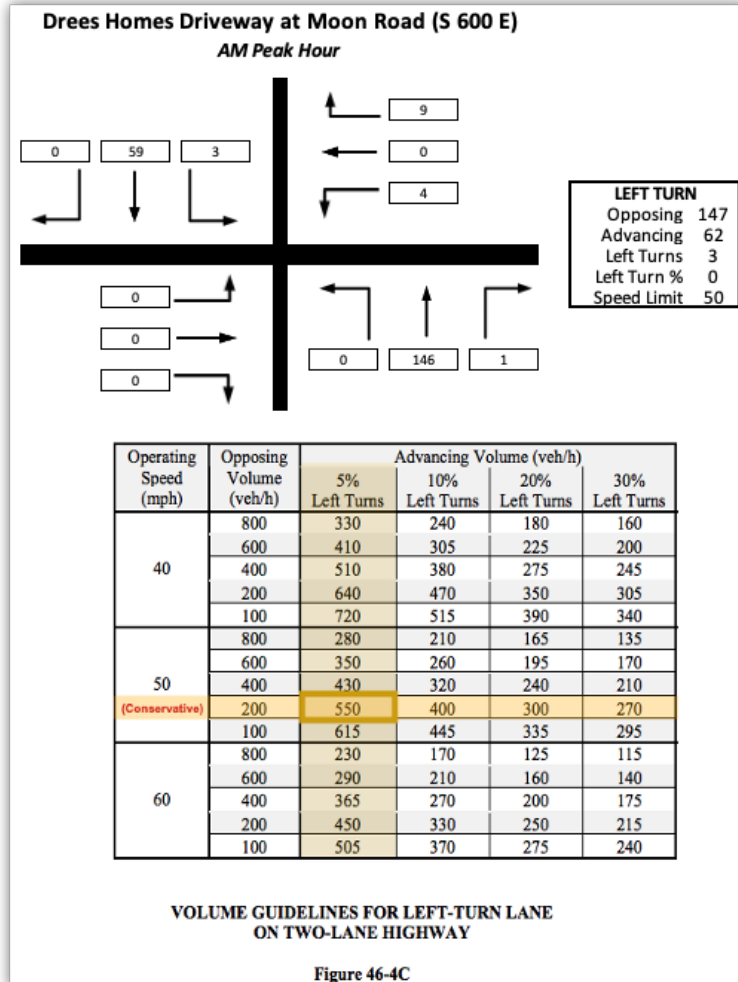 Drees Homes Driveway at Moon Road (S 600 E)
AM Peak Hour
9
0 59 3 0
4
LEFT TURN
Opposing 147
Advancing 62
Left Turns 3
Left Turn % 0
Speed Limit 50
0
0
0
0 146 1
Operating Speed (mph) Opposing Volume (veh/h) Advancing Volume (veh/h)
5% Left Turns 10% Left Turns 20% Left Turns 30% Left Turns
40
800 330 240 180 160
600 410 305 225 200
400 510 380 275 245
200 640 470 350 305
100 720 515 390 340
50
(Conservative)
800 280 210 165 135
600 350 260 195 170
400 430 320 240 210
200 550 400 300 270
100 615 445 335 295
60
800 230 170 125 115
600 290 210 160 140
400 365 270 200 175
200 450 330 250 215
100 505 370 275 240
VOLUME GUIDELINES FOR LEFT-TURN LANE
ON TWO-LANE HIGHWAY
Figure 46-4C